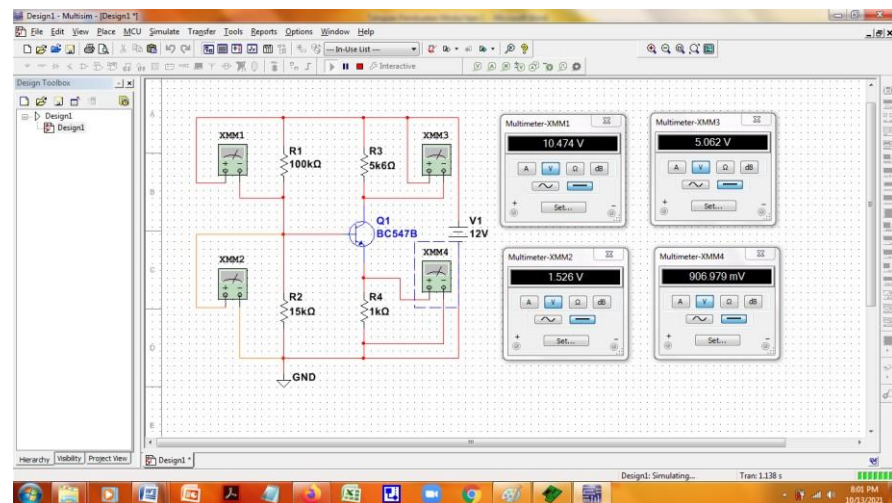 Design1 - Multisim - [Design1 *]
File Edit View Place MCU Simulate Transfer Tools Reports Options Window Help
--- In-Use List ---
Interactive
Design Toolbox
Design1
Design1
XMM1
R1
100kΩ
R3
5k6Ω
XMM3
Q1
BC547B
V1
12V
XMM2
XMM4
R2
15kΩ
R4
1kΩ
GND
Multimeter-XMM1
10.474 V
A V Ω dB
Set...
Multimeter-XMM3
5.062 V
A V Ω dB
Set...
Multimeter-XMM2
1.526 V
A V Ω dB
Set...
Multimeter-XMM4
906.979 mV
A V Ω dB
Set...
Hierarchy Visibility Project View
Design1 *
Design1: Simulating... Tran: 1.138 s
8:01 PM
10/13/2021